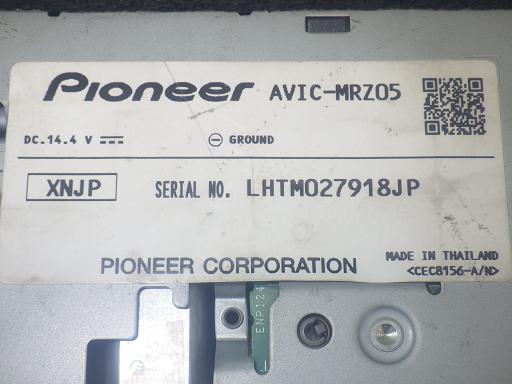 Pioneer AVIC-MRZ05
DC.14.4 V ⎓ ⊖ GROUND
XNJP SERIAL NO. LHTM027918JP
PIONEER CORPORATION MADE IN THAILAND
<CEC8156-A/N>
ENP124